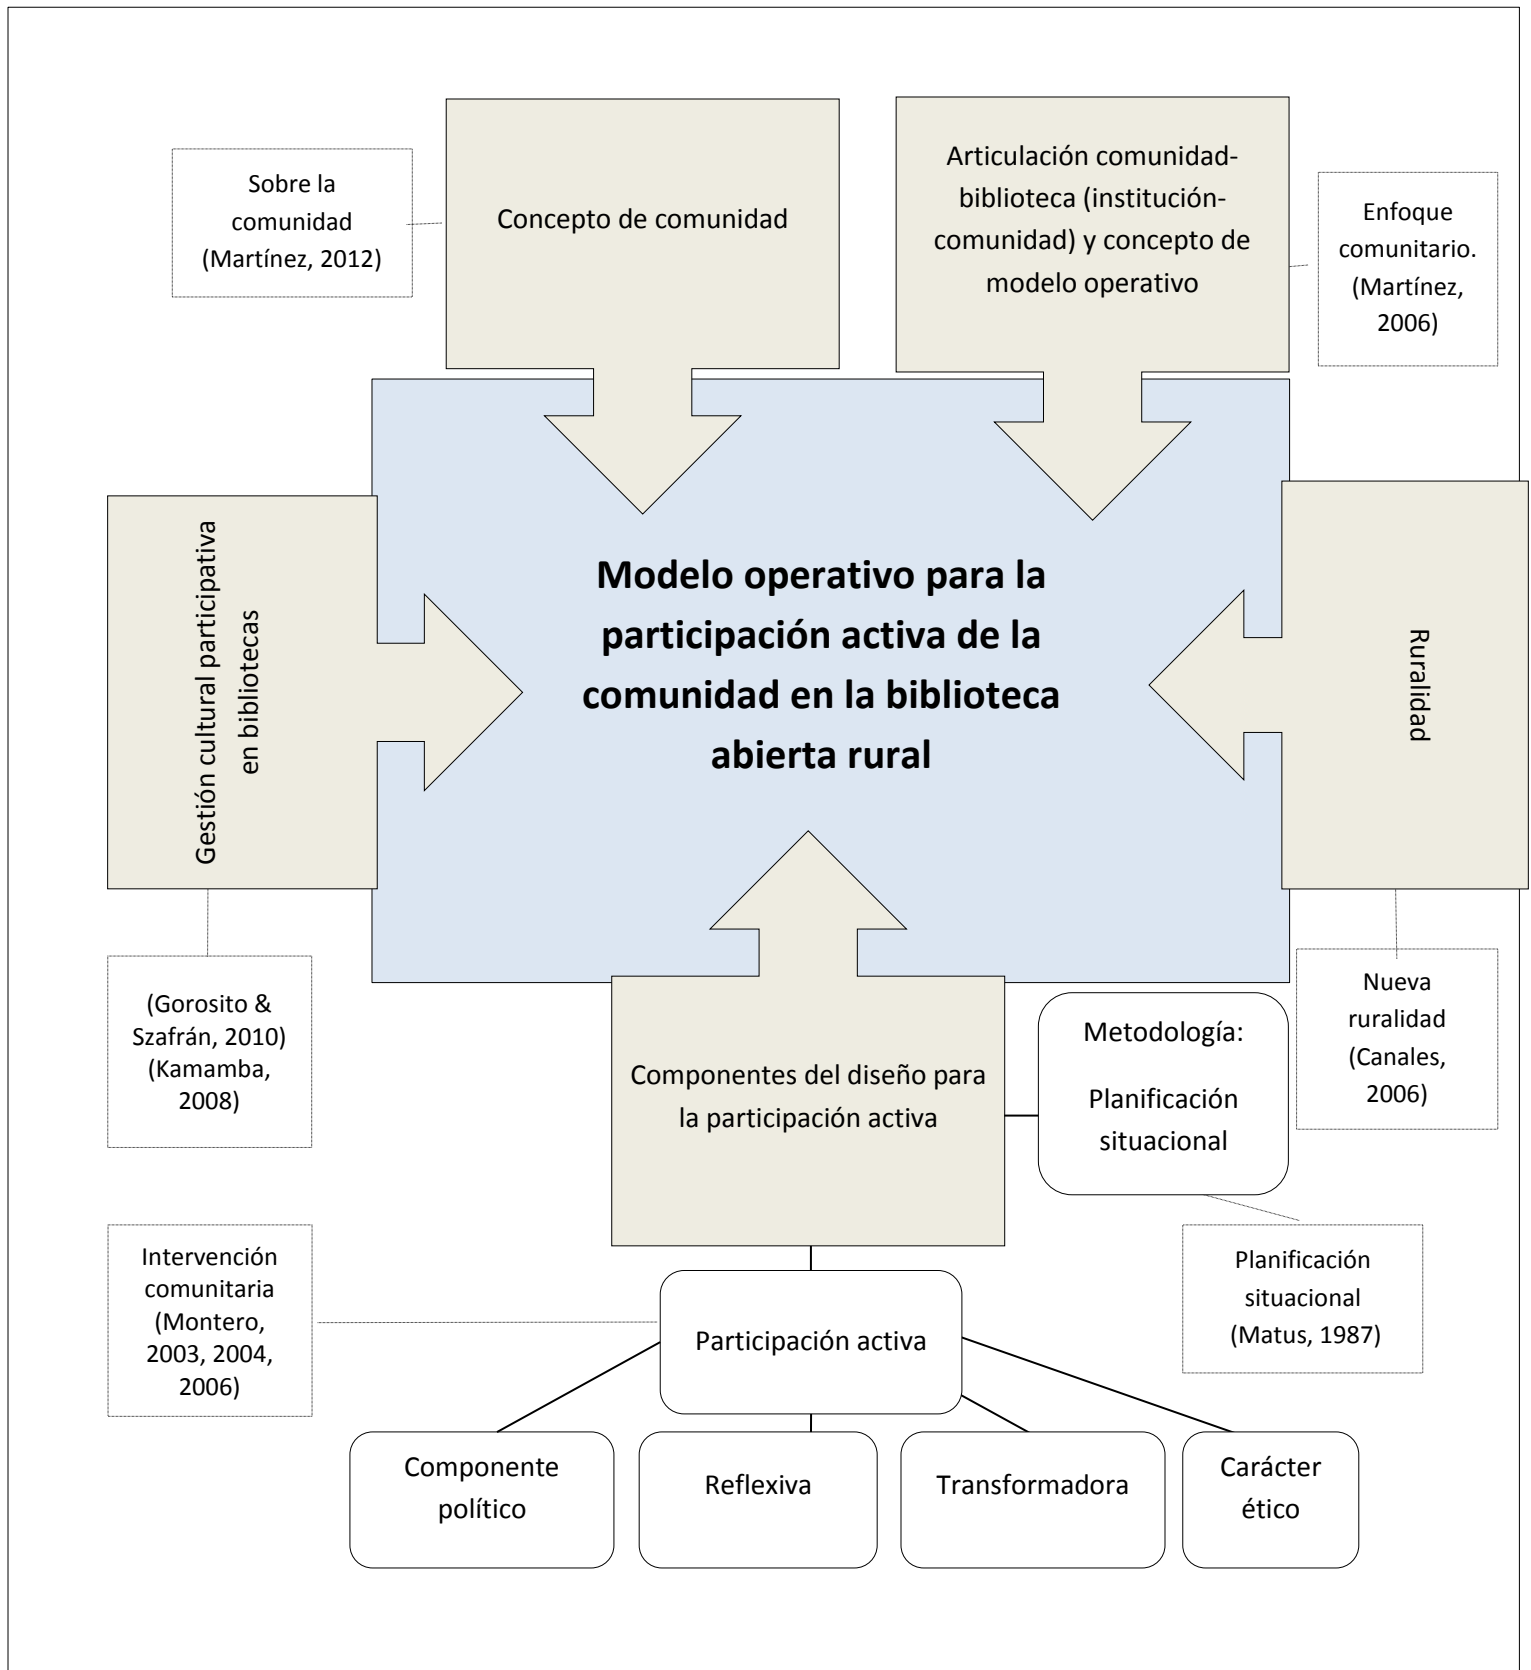 Sobre la
comunidad
(Martínez, 2012)
Concepto de comunidad
Articulación comunidad-
biblioteca (institución-
comunidad) y concepto de
modelo operativo
Enfoque
comunitario.
(Martínez,
2006)
Gestión cultural participativa
en bibliotecas
Modelo operativo para la
participación activa de la
comunidad en la biblioteca
abierta rural
Ruralidad
(Gorosito &
Szafrán, 2010)
(Kamamba,
2008)
Componentes del diseño para
la participación activa
Metodología:
Planificación
situacional
Nueva
ruralidad
(Canales,
2006)
Intervención
comunitaria
(Montero,
2003, 2004,
2006)
Participación activa
Planificación
situacional
(Matus, 1987)
Componente
político
Reflexiva
Transformadora
Carácter
ético